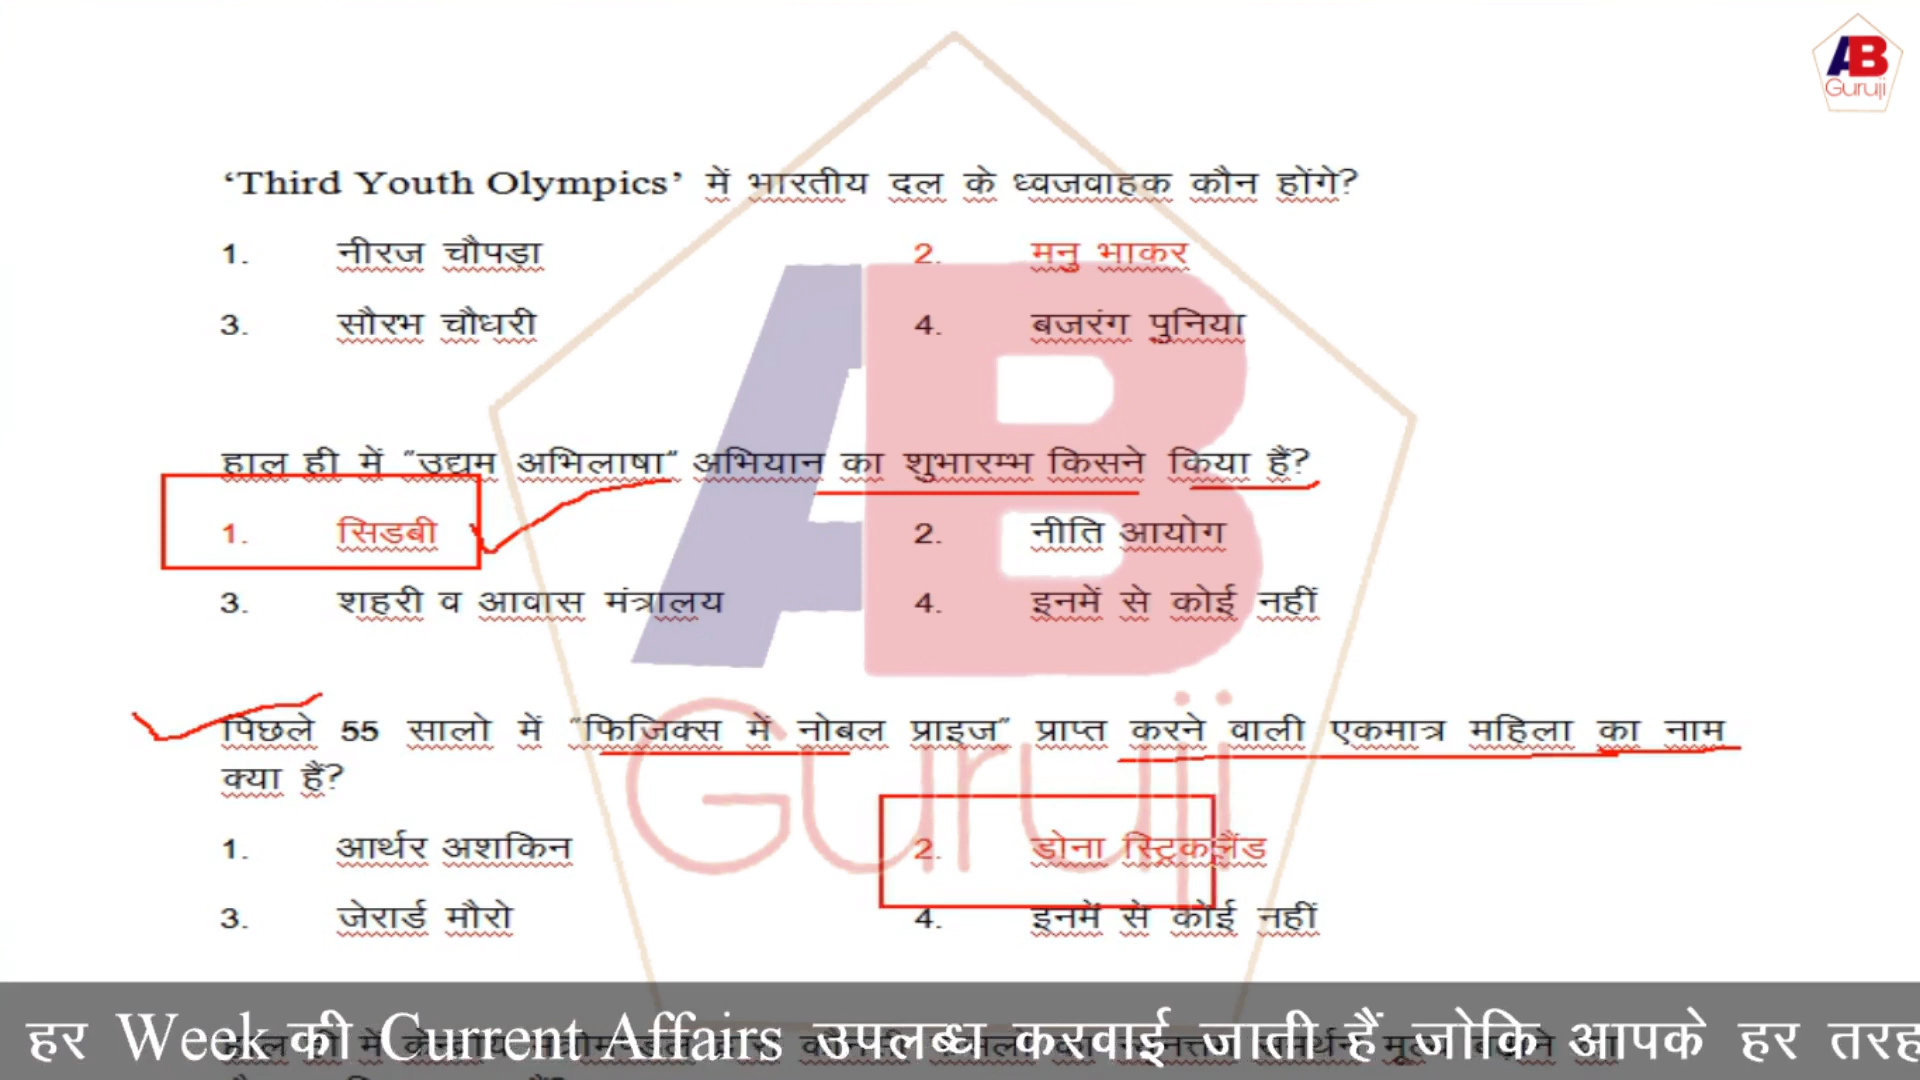 AB
Guruji
‘Third Youth Olympics’ में भारतीय दल के ध्वजवाहक कौन होंगे?
1. नीरज चौपड़ा 2. मनु भाकर
3. सौरभ चौधरी 4. बजरंग पुनिया
हाल ही में "उद्यम अभिलाषा" अभियान का शुभारम्भ किसने किया हैं?
1. सिडबी 2. नीति आयोग
3. शहरी व आवास मंत्रालय 4. इनमें से कोई नहीं
पिछले 55 सालो में "फिजिक्स में नोबल प्राइज" प्राप्त करने वाली एकमात्र महिला का नाम
क्या हैं?
1. आर्थर अशकिन 2. डोना स्ट्रिकलैंड
3. जेरार्ड मौरो 4. इनमें से कोई नहीं
AB
Guruji
हर Week की Current Affairs उपलब्ध करवाई जाती हैं जोकि आपके हर तरह